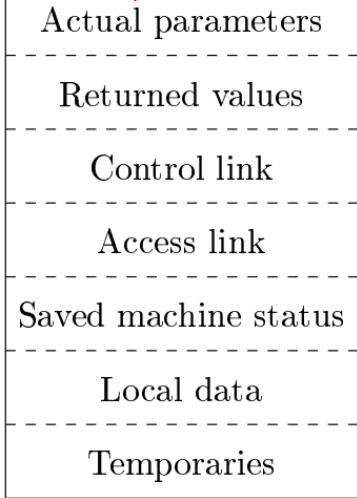 Actual parameters
Returned values
Control link
Access link
Saved machine status
Local data
Temporaries